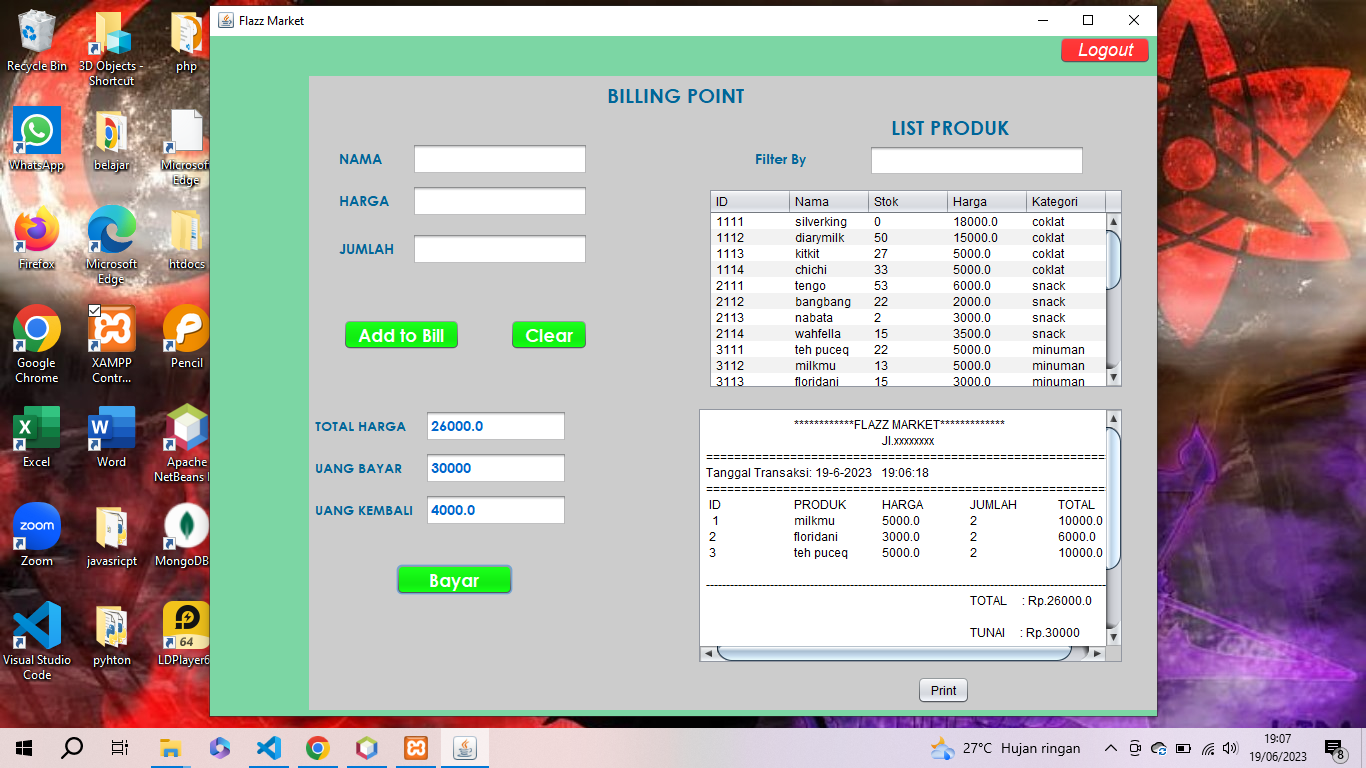 Flazz Market
Logout
BILLING POINT
LIST PRODUK
NAMA
Filter By
HARGA
JUMLAH
Add to Bill
Clear
ID Nama Stok Harga Kategori
1111 silverking 0 18000.0 coklat
1112 diarymilk 50 15000.0 coklat
1113 kitkit 27 5000.0 coklat
1114 chichi 33 5000.0 coklat
2111 tengo 53 6000.0 snack
2112 bangbang 22 2000.0 snack
2113 nabata 2 3000.0 snack
2114 wahfella 15 3500.0 snack
3111 teh puceq 22 5000.0 minuman
3112 milkmu 13 5000.0 minuman
3113 floridani 15 3000.0 minuman
TOTAL HARGA 26000.0
UANG BAYAR 30000
UANG KEMBALI 4000.0
Bayar
************FLAZZ MARKET*************
Jl.xxxxxxxx
=========================================================
Tanggal Transaksi: 19-6-2023 19:06:18
=========================================================
ID PRODUK HARGA JUMLAH TOTAL
1 milkmu 5000.0 2 10000.0
2 floridani 3000.0 2 6000.0
3 teh puceq 5000.0 2 10000.0
TOTAL : Rp.26000.0
TUNAI : Rp.30000
Print
Recycle Bin
3D Objects - Shortcut
php
WhatsApp
belajar
Microsoft Edge
Firefox
Microsoft Edge
htdocs
Google Chrome
XAMPP Contr...
Pencil
Excel
Word
Apache NetBeans I
zoom
Zoom
javasricpt
MongoDB
Visual Studio Code
pyhton
64
LDPlayer6
27°C Hujan ringan
19:07
19/06/2023
8